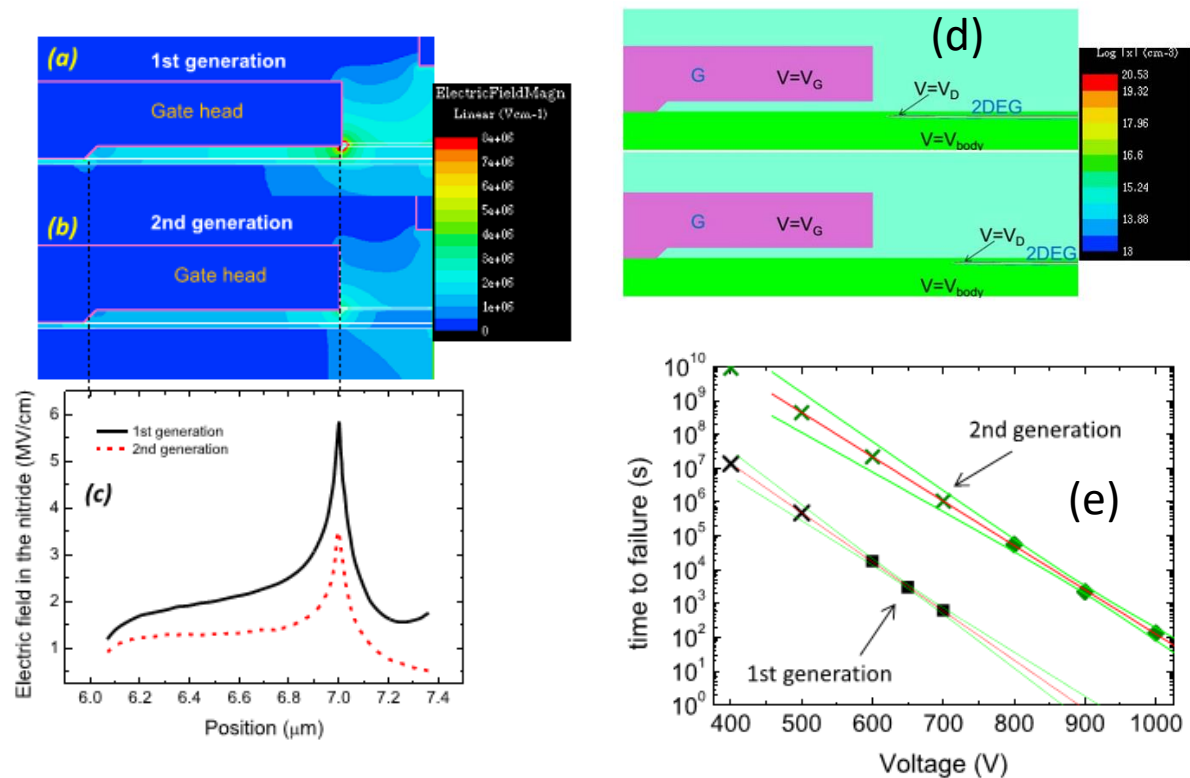 (a)
1st generation
Gate head
(b)
2nd generation
Gate head
ElectricFieldMagn
Linear (Vcm-1)
8e+06
7e+06
6e+06
5e+06
4e+06
3e+06
2e+06
1e+06
0
Electric field in the nitride (MV/cm)
6
5
4
3
2
1
1st generation
2nd generation
(c)
6.0
6.2
6.4
6.6
6.8
7.0
7.2
7.4
Position (μm)
(d)
G
V=V_G
V=V_D
2DEG
V=V_body
G
V=V_G
V=V_D
2DEG
V=V_body
Log |x| (cm-3)
20.53
19.32
17.96
16.6
15.24
13.88
13
time to failure (s)
10^10
10^9
10^8
10^7
10^6
10^5
10^4
10^3
10^2
10^1
10^0
2nd generation
(e)
1st generation
400
500
600
700
800
900
1000
Voltage (V)